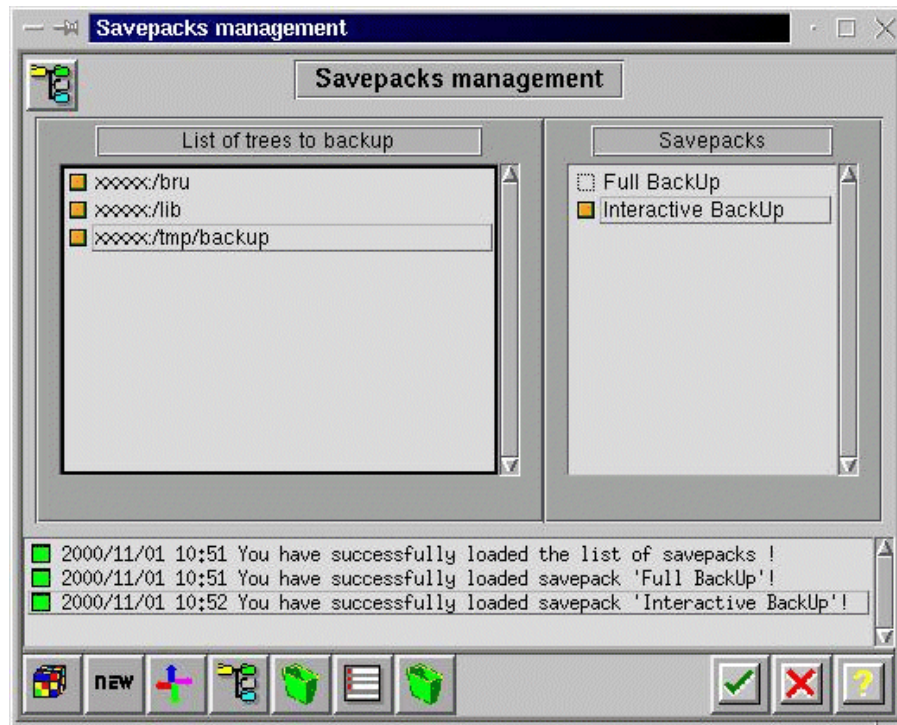 Savepacks management
Savepacks management
List of trees to backup
xxxxx:/bru
xxxxx:/lib
xxxxx:/tmp/backup
Savepacks
Full BackUp
Interactive BackUp
2000/11/01 10:51 You have successfully loaded the list of savepacks !
2000/11/01 10:51 You have successfully loaded savepack 'Full BackUp'!
2000/11/01 10:52 You have successfully loaded savepack 'Interactive BackUp'!
NEW
?